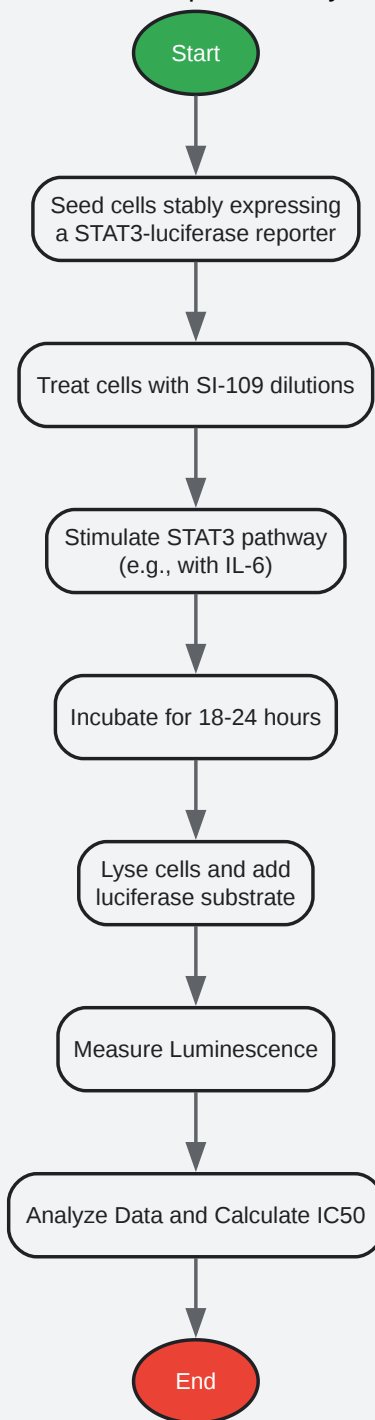 Start
Seed cells stably expressing
a STAT3-luciferase reporter
Treat cells with SI-109 dilutions
Stimulate STAT3 pathway
(e.g., with IL-6)
Incubate for 18-24 hours
Lyse cells and add
luciferase substrate
Measure Luminescence
Analyze Data and Calculate IC50
End